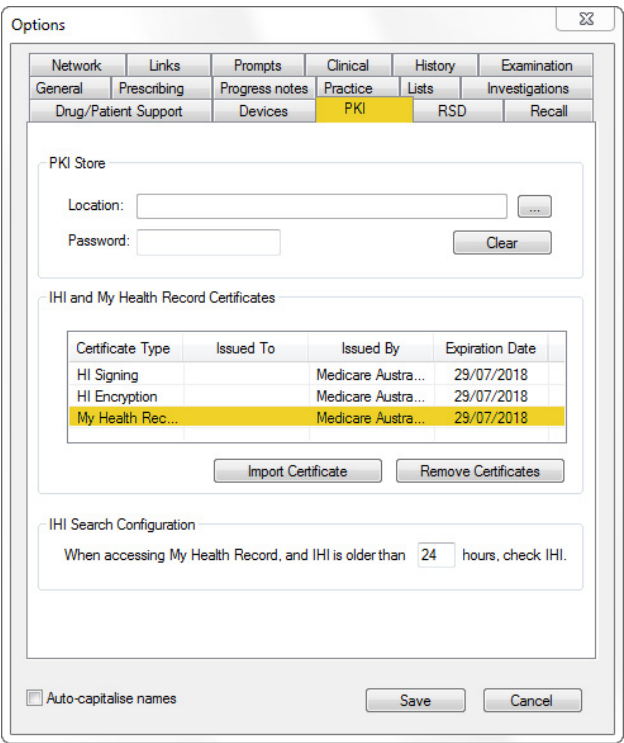 Options
Network Links Prompts Clinical History Examination
General Prescribing Progress notes Practice Lists Investigations
Drug/Patient Support Devices PKI RSD Recall
PKI Store
Location: ...
Password: Clear
IHI and My Health Record Certificates
Certificate Type Issued To Issued By Expiration Date
HI Signing Medicare Austra... 29/07/2018
HI Encryption Medicare Austra... 29/07/2018
My Health Rec... Medicare Austra... 29/07/2018
Import Certificate Remove Certificates
IHI Search Configuration
When accessing My Health Record, and IHI is older than 24 hours, check IHI.
Auto-capitalise names Save Cancel